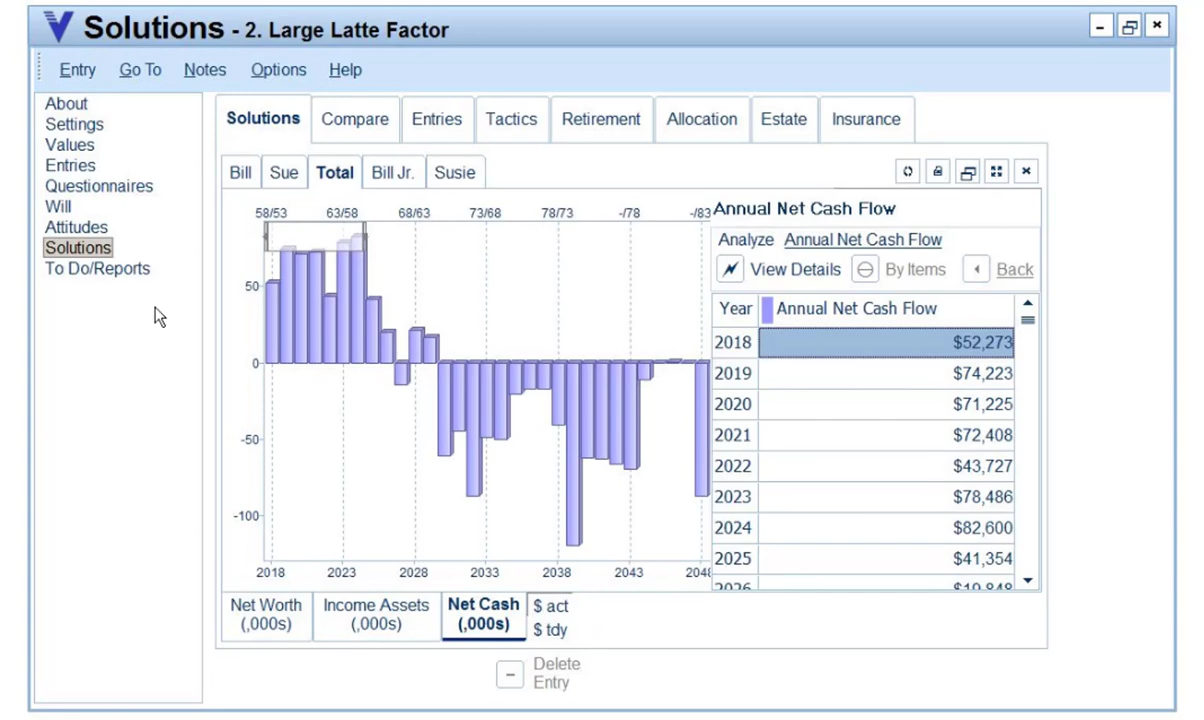 Solutions - 2. Large Latte Factor
Entry Go To Notes Options Help
About
Settings
Values
Entries
Questionnaires
Will
Attitudes
Solutions
To Do/Reports
Solutions Compare Entries Tactics Retirement Allocation Estate Insurance
Bill Sue Total Bill Jr. Susie
58/53 63/58 68/63 73/68 78/73 -/78 -/83
50
0
-50
-100
2018 2023 2028 2033 2038 2043 2048
Annual Net Cash Flow
Analyze Annual Net Cash Flow
View Details By Items Back
Year Annual Net Cash Flow
2018 $52,273
2019 $74,223
2020 $71,225
2021 $72,408
2022 $43,727
2023 $78,486
2024 $82,600
2025 $41,354
2026 $19,848
Net Worth (,000s)
Income Assets (,000s)
Net Cash (,000s)
$ act
$ tdy
Delete
Entry